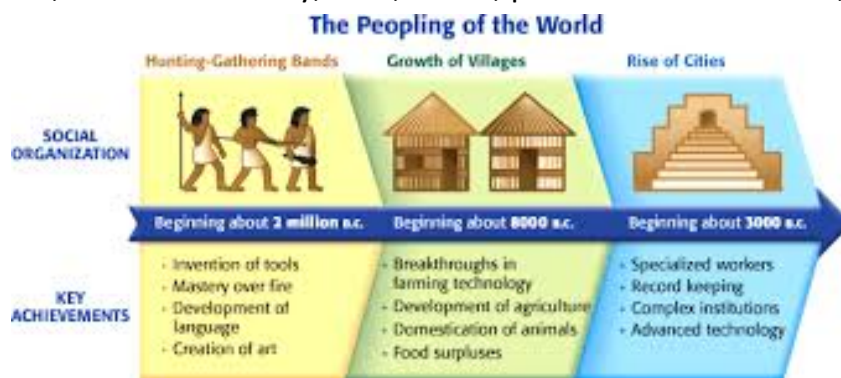 The Peopling of the World
Hunting-Gathering Bands
Growth of Villages
Rise of Cities
SOCIAL
ORGANIZATION
Beginning about 2 million B.C.
Beginning about 8000 B.C.
Beginning about 3000 B.C.
KEY
ACHIEVEMENTS
· Invention of tools
· Mastery over fire
· Development of
language
· Creation of art
· Breakthroughs in
farming technology
· Development of agriculture
· Domestication of animals
· Food surpluses
· Specialized workers
· Record keeping
· Complex institutions
· Advanced technology